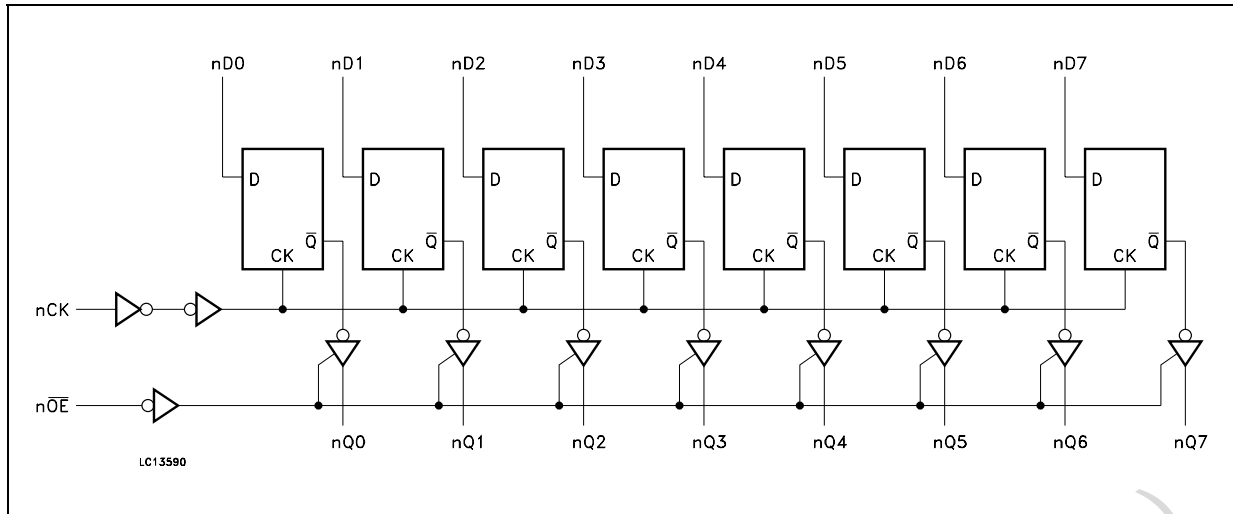 nD0 nD1 nD2 nD3 nD4 nD5 nD6 nD7
D D D D D D D D
Q̅ Q̅ Q̅ Q̅ Q̅ Q̅ Q̅ Q̅
CK CK CK CK CK CK CK CK
nCK
nO̅E̅
nQ0 nQ1 nQ2 nQ3 nQ4 nQ5 nQ6 nQ7
LC13590